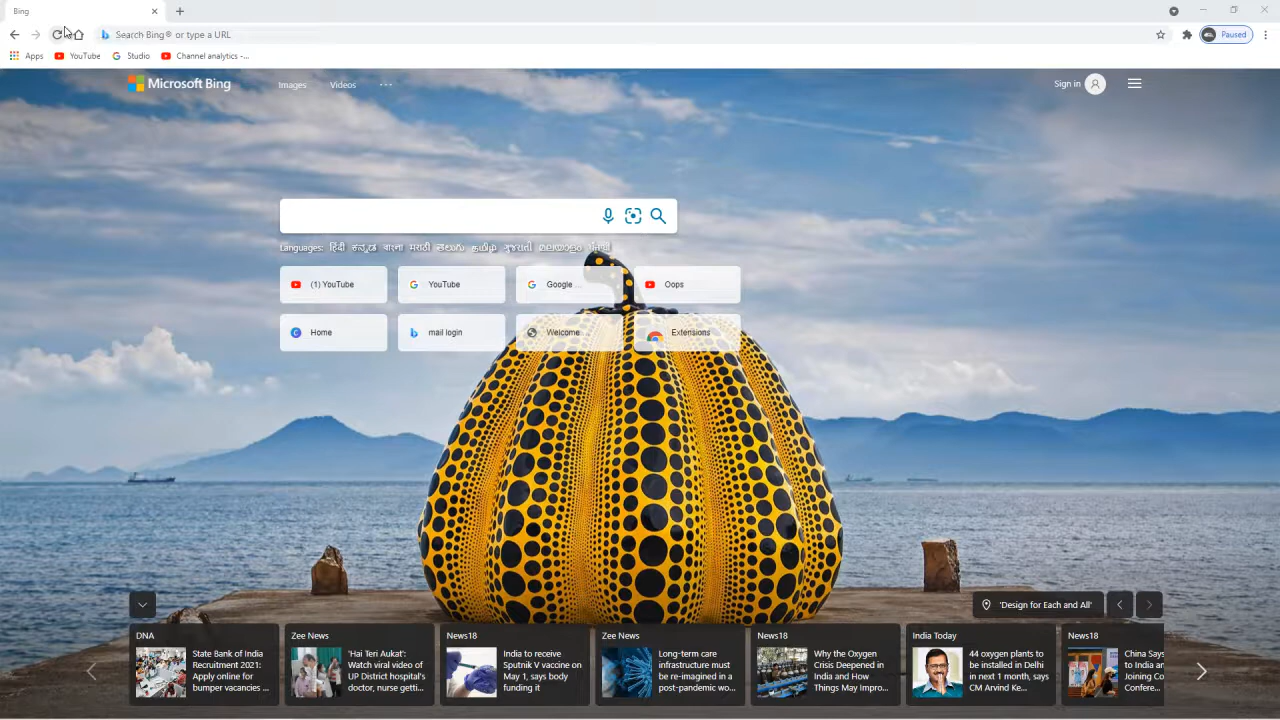 Bing
Paused
Search Bing® or type a URL
Apps
YouTube
Studio
Channel analytics -...
Microsoft Bing
Images
Videos
Sign in
Languages: हिंदी ಕನ್ನಡ বাংলা मराठी తెలుగు தமிழ் ગુજરાતી മലയാളം ਪੰਜਾਬੀ
(1) YouTube
YouTube
Google ...
Oops
Home
mail login
Welcome...
Extensions
'Design for Each and All'
DNA
State Bank of India
Recruitment 2021:
Apply online for
bumper vacancies ...
Zee News
'Hai Teri Aukat':
Watch viral video of
UP District hospital's
doctor, nurse getti...
News18
India to receive
Sputnik V vaccine on
May 1, says body
funding it
Zee News
Long-term care
infrastructure must
be re-imagined in a
post-pandemic wo...
News18
Why the Oxygen
Crisis Deepened in
India and How
Things May Impro...
India Today
44 oxygen plants to
be installed in Delhi
in next 1 month, says
CM Arvind Ke...
News18
China Says
to India an
Joining Co
Confere...